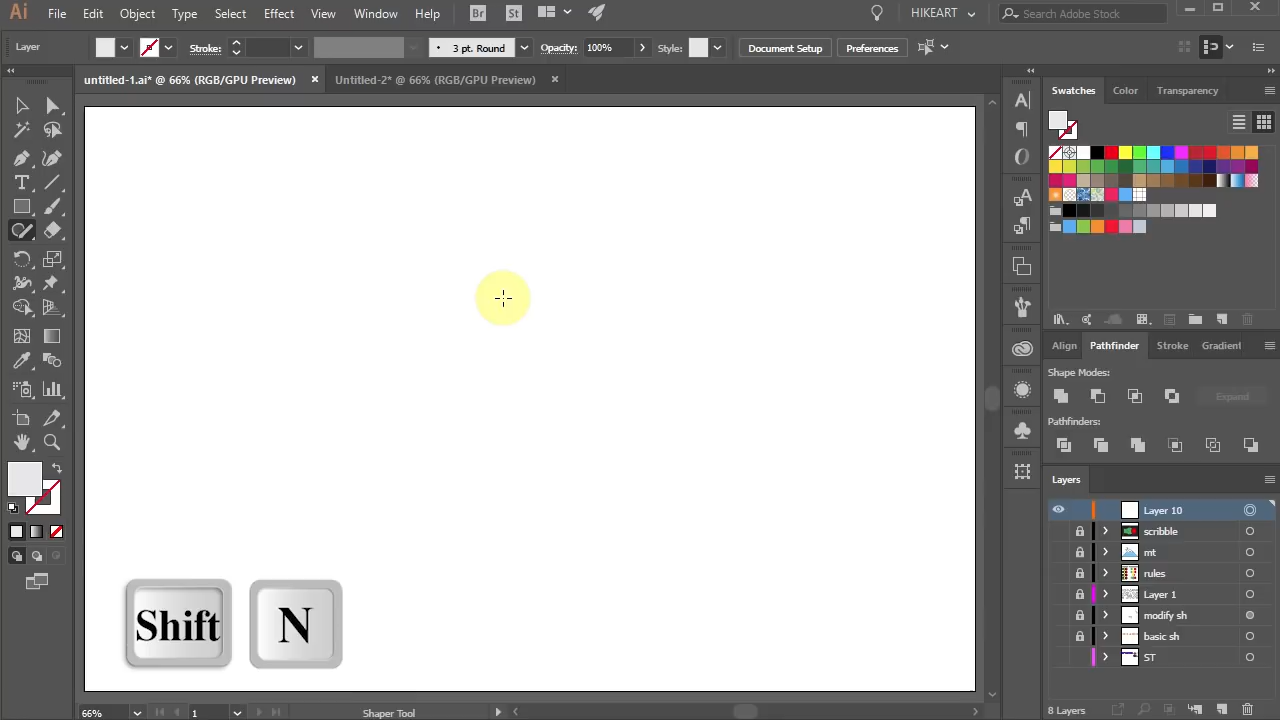 Ai File Edit Object Type Select Effect View Window Help Br St HIKEART Search Adobe Stock
Layer Stroke: 3 pt. Round Opacity: 100% Style: Document Setup Preferences
untitled-1.ai* @ 66% (RGB/GPU Preview) Untitled-2* @ 66% (RGB/GPU Preview)
Swatches Color Transparency
Align Pathfinder Stroke Gradient
Shape Modes:
Expand
Pathfinders:
Layers
Layer 10
scribble
mt
rules
Layer 1
modify sh
basic sh
ST
Shift N
66% 1 Shaper Tool 8 Layers